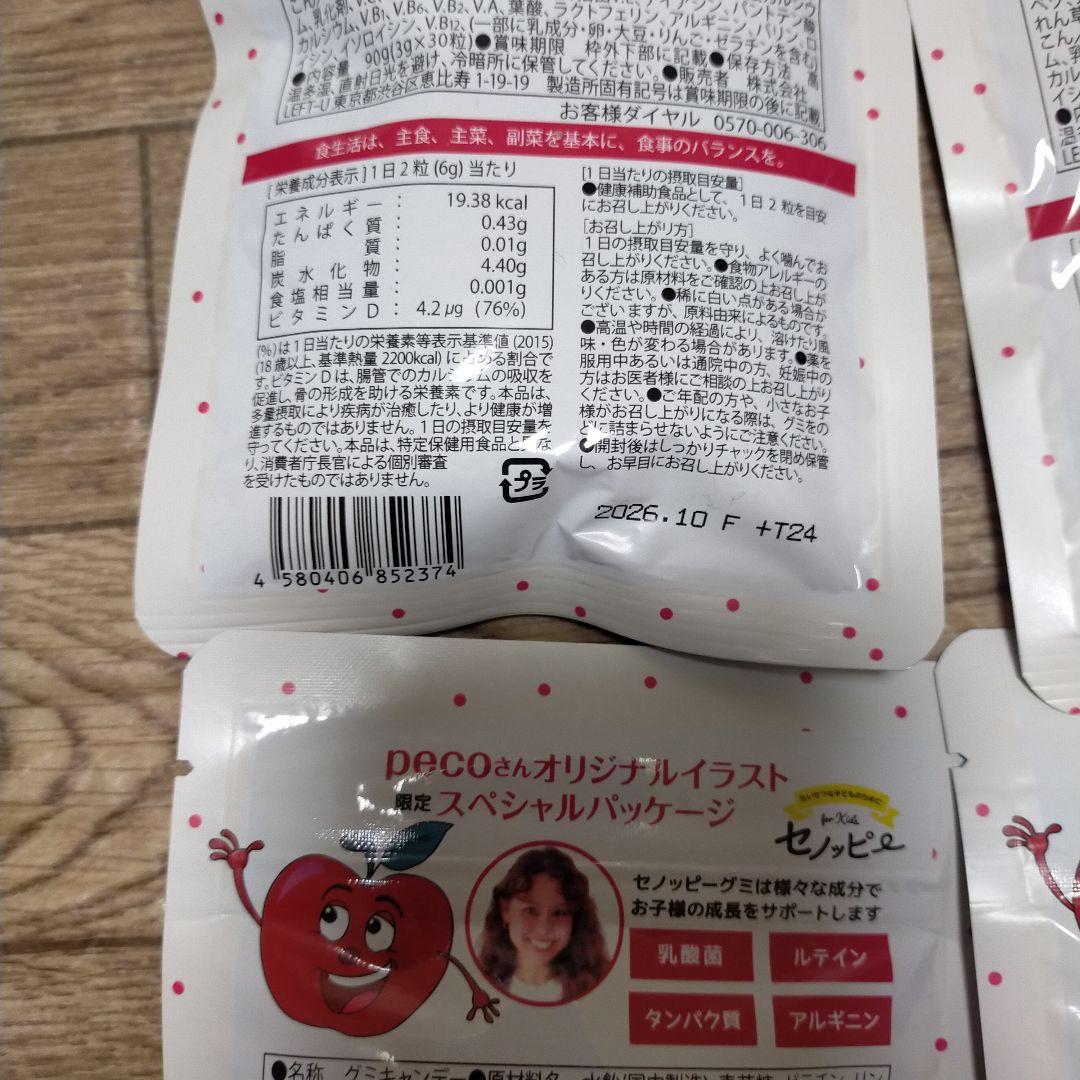 ム、乳化剤、
カルシウム、V.B₁、V.B₆、V.B₂、V.A、葉酸、ラクトフェリン、アルギニン、バリン、ロ
イシン、イソロイシン、V.B₁₂、(一部に乳成分・卵・大豆・りんご・ゼラチンを含む)
●内容量 90g(3g×30粒)●賞味期限 枠外下部に記載●保存方法 高
温多湿、直射日光を避け、冷暗所に保管してください。●販売者 株式会社
LEFT-U 東京都渋谷区恵比寿 1-19-19 製造所固有記号は賞味期限の後に記載
お客様ダイヤル 0570-006-306
食生活は、主食、主菜、副菜を基本に、食事のバランスを。
[栄養成分表示]1日2粒(6g)当たり
エネルギー: 19.38 kcal
たんぱく質: 0.43g
脂質: 0.01g
炭水化物: 4.40g
食塩相当量: 0.001g
ビタミンD: 4.2μg(76%)
(%)は1日当たりの栄養素等表示基準値(2015)
(18歳以上、基準熱量2200kcal)に占める割合で
す。ビタミンDは、腸管でのカルシウムの吸収を
促進し、骨の形成を助ける栄養素です。本品は、
多量摂取により疾病が治癒したり、より健康が増
進するものではありません。1日の摂取目安量を
守ってください。本品は、特定保健用食品と異な
り、消費者庁長官による個別審査
を受けたものではありません。
[1日当たりの摂取目安量]
●健康補助食品として、1日2粒を目安
にお召し上がりください。
[お召し上がり方]
1日の摂取目安量を守り、よく噛んでお
召し上がりください。●食物アレルギーの
ある方は原材料をご確認の上お召し上が
りください。●稀に白い点がある場合が
ございますが、原料由来によるものです。
●高温や時間の経過により、溶けたり風
味・色が変わる場合があります。●薬を
服用中あるいは通院中の方、妊娠中の
方はお医者様にご相談の上お召し上がり
ください。●ご年配の方や、小さなお子
様がお召し上がりになる際は、グミをの
どに詰まらせないようにご注意ください。
●開封後はしっかりチャックを閉め保管
し、お早目にお召し上がりください。
プラ
2026.10 F +T24
4 580406 852374
pecoさんオリジナルイラスト
限定スペシャルパッケージ
たいせつな子どものために
for Kids
セノッピー
セノッピーグミは様々な成分で
お子様の成長をサポートします
乳酸菌
ルテイン
タンパク質
アルギニン
●名称 グミキャンデー●原材料名 水飴(国内製造)